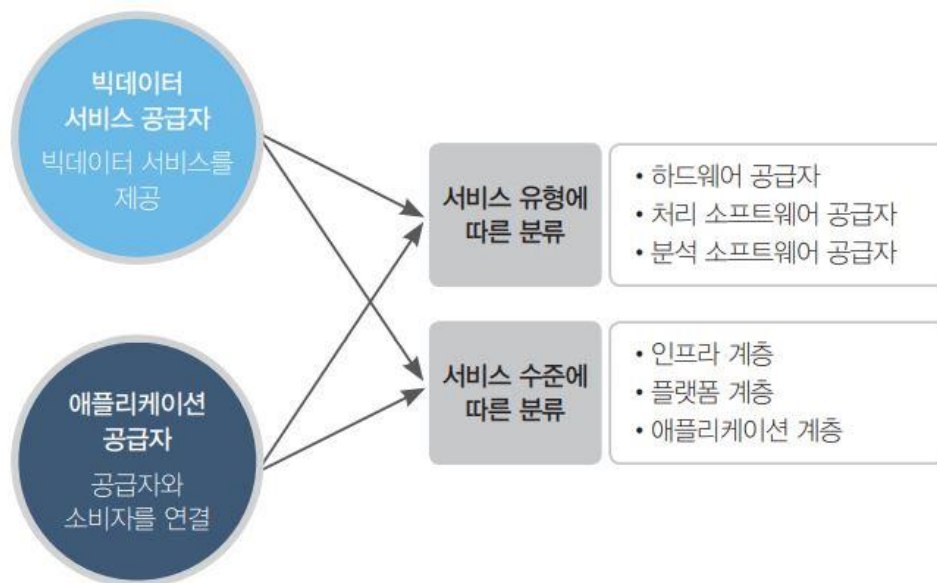 빅데이터
서비스 공급자
빅데이터 서비스를
제공
애플리케이션
공급자
공급자와
소비자를 연결
서비스 유형에
따른 분류
• 하드웨어 공급자
• 처리 소프트웨어 공급자
• 분석 소프트웨어 공급자
서비스 수준에
따른 분류
• 인프라 계층
• 플랫폼 계층
• 애플리케이션 계층